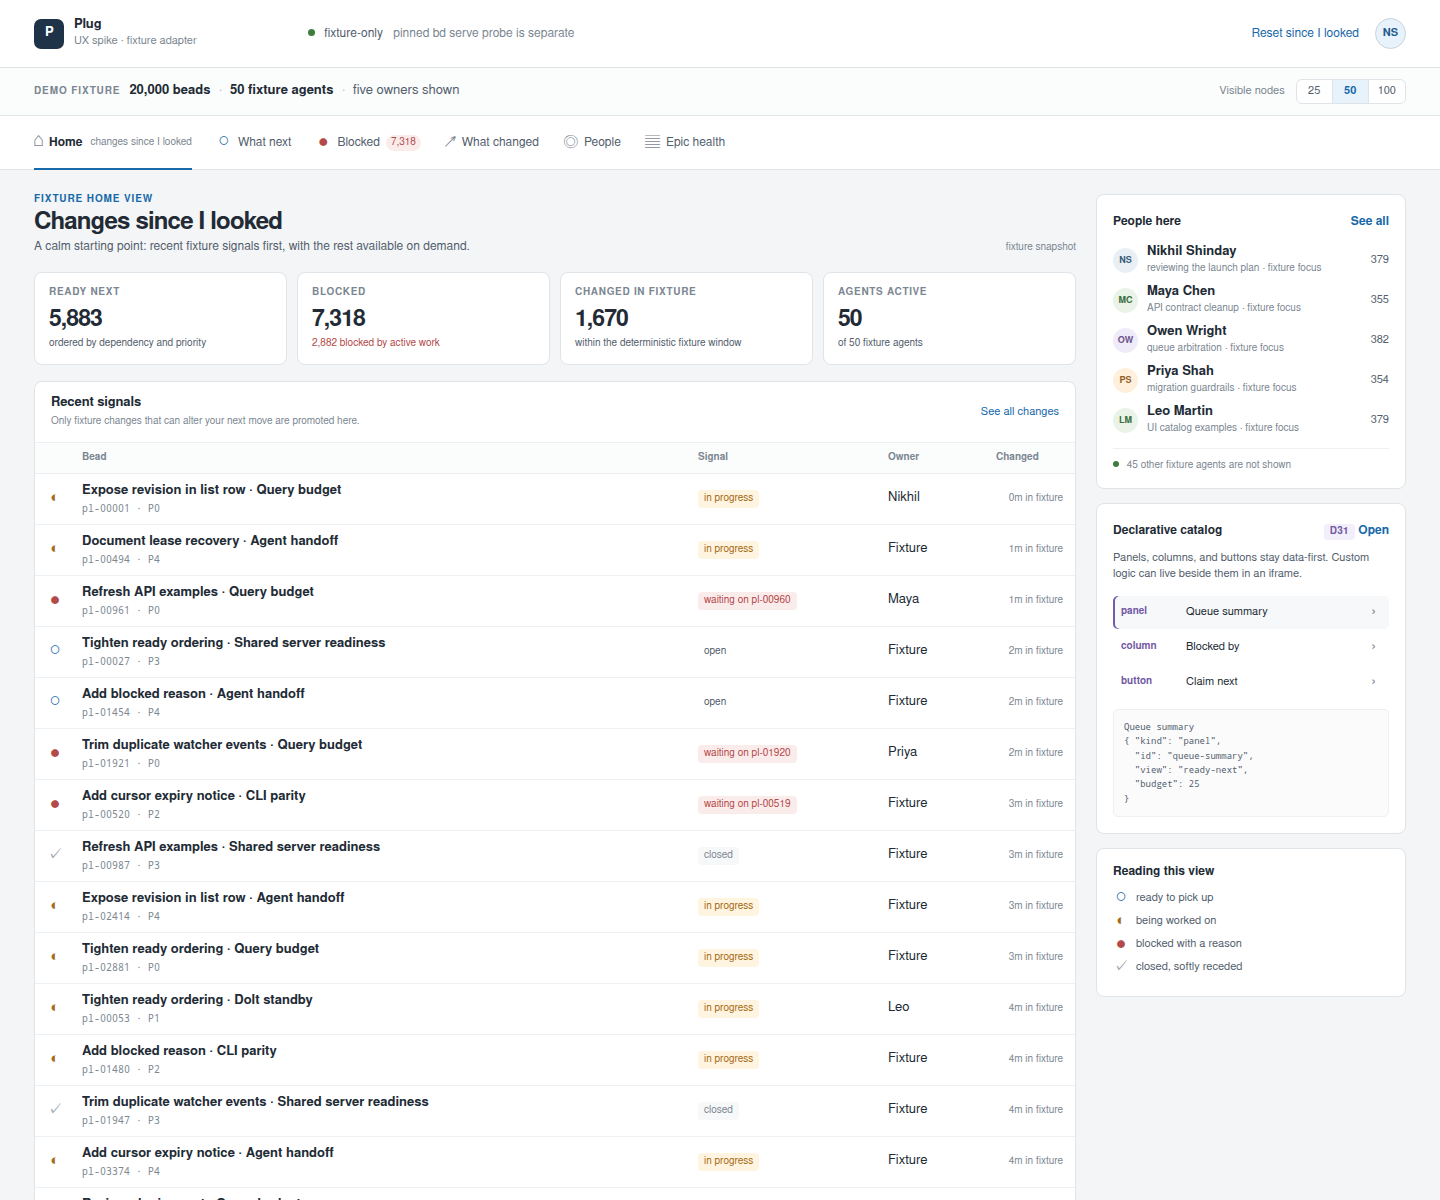 P
Plug
UX spike · fixture adapter
fixture-only pinned bd serve probe is separate
Reset since I looked
NS
DEMO FIXTURE 20,000 beads · 50 fixture agents · five owners shown
Visible nodes 25 50 100
Home changes since I looked What next Blocked 7,318 What changed People Epic health
FIXTURE HOME VIEW
Changes since I looked
A calm starting point: recent fixture signals first, with the rest available on demand.
fixture snapshot
READY NEXT
5,883
ordered by dependency and priority
BLOCKED
7,318
2,882 blocked by active work
CHANGED IN FIXTURE
1,670
within the deterministic fixture window
AGENTS ACTIVE
50
of 50 fixture agents
Recent signals
Only fixture changes that can alter your next move are promoted here.
See all changes
Bead Signal Owner Changed
Expose revision in list row · Query budget
pl-00001 · P0
in progress Nikhil 0m in fixture
Document lease recovery · Agent handoff
pl-00494 · P4
in progress Fixture 1m in fixture
Refresh API examples · Query budget
pl-00961 · P0
waiting on pl-00960 Maya 1m in fixture
Tighten ready ordering · Shared server readiness
pl-00027 · P3
open Fixture 2m in fixture
Add blocked reason · Agent handoff
pl-01454 · P4
open Fixture 2m in fixture
Trim duplicate watcher events · Query budget
pl-01921 · P0
waiting on pl-01920 Priya 2m in fixture
Add cursor expiry notice · CLI parity
pl-00520 · P2
waiting on pl-00519 Fixture 3m in fixture
Refresh API examples · Shared server readiness
pl-00987 · P3
closed Fixture 3m in fixture
Expose revision in list row · Agent handoff
pl-02414 · P4
in progress Fixture 3m in fixture
Tighten ready ordering · Query budget
pl-02881 · P0
in progress Fixture 3m in fixture
Tighten ready ordering · Dolt standby
pl-00053 · P1
in progress Leo 4m in fixture
Add blocked reason · CLI parity
pl-01480 · P2
in progress Fixture 4m in fixture
Trim duplicate watcher events · Shared server readiness
pl-01947 · P3
closed Fixture 4m in fixture
Add cursor expiry notice · Agent handoff
pl-03374 · P4
in progress Fixture 4m in fixture
People here
See all
NS Nikhil Shinday
reviewing the launch plan · fixture focus
379
MC Maya Chen
API contract cleanup · fixture focus
355
OW Owen Wright
queue arbitration · fixture focus
382
PS Priya Shah
migration guardrails · fixture focus
354
LM Leo Martin
UI catalog examples · fixture focus
379
45 other fixture agents are not shown
Declarative catalog
D31 Open
Panels, columns, and buttons stay data-first. Custom
logic can live beside them in an iframe.
panel Queue summary ›
column Blocked by ›
button Claim next ›
Queue summary
{ "kind": "panel",
"id": "queue-summary",
"view": "ready-next",
"budget": 25
}
Reading this view
ready to pick up
being worked on
blocked with a reason
closed, softly receded